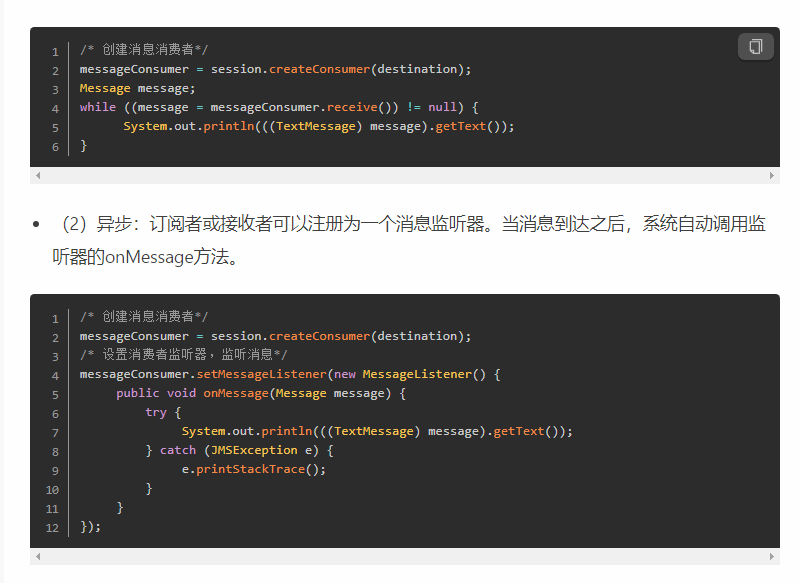 1 /* 创建消息消费者*/
2 messageConsumer = session.createConsumer(destination);
3 Message message;
4 while ((message = messageConsumer.receive()) != null) {
5 System.out.println(((TextMessage) message).getText());
6 }
• （2）异步：订阅者或接收者可以注册为一个消息监听器。当消息到达之后，系统自动调用监
听器的onMessage方法。
1 /* 创建消息消费者*/
2 messageConsumer = session.createConsumer(destination);
3 /* 设置消费者监听器，监听消息*/
4 messageConsumer.setMessageListener(new MessageListener() {
5 public void onMessage(Message message) {
6 try {
7 System.out.println(((TextMessage) message).getText());
8 } catch (JMSException e) {
9 e.printStackTrace();
10 }
11 }
12 });